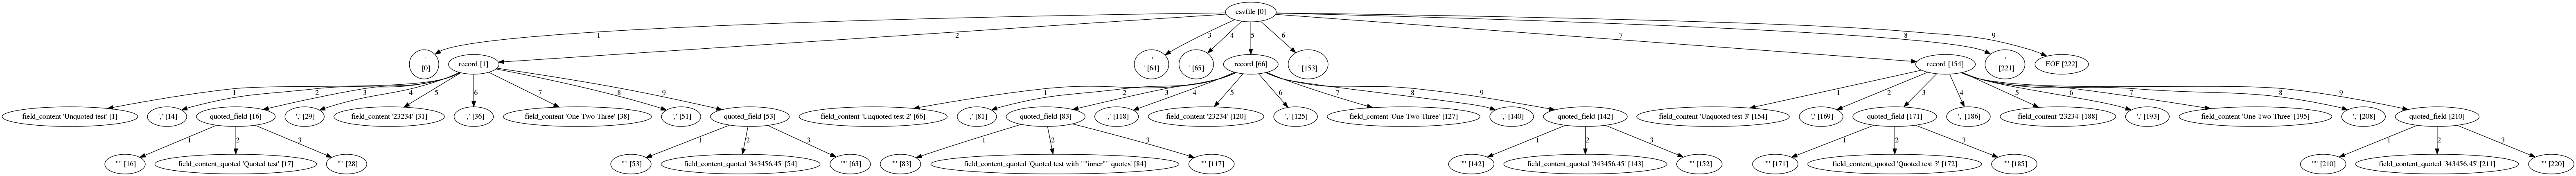 csvfile [0]
1 2 3 4 5 6 7 8 9
'
' [0]
record [1]
'
' [64]
'
' [65]
record [66]
'
' [153]
record [154]
'
' [221]
EOF [222]
1 2 3 4 5 6 7 8 9
1 2 3 4 5 6 7 8 9
1 2 3 4 5 6 7 8 9
field_content 'Unquoted test' [1]
',' [14]
quoted_field [16]
',' [29]
field_content '23234' [31]
',' [36]
field_content 'One Two Three' [38]
',' [51]
quoted_field [53]
field_content 'Unquoted test 2' [66]
',' [81]
quoted_field [83]
',' [118]
field_content '23234' [120]
',' [125]
field_content 'One Two Three' [127]
',' [140]
quoted_field [142]
field_content 'Unquoted test 3' [154]
',' [169]
quoted_field [171]
',' [186]
field_content '23234' [188]
',' [193]
field_content 'One Two Three' [195]
',' [208]
quoted_field [210]
1 2 3
1 2 3
1 2 3
1 2 3
1 2 3
1 2 3
'"' [16]
field_content_quoted 'Quoted test' [17]
'"' [28]
'"' [53]
field_content_quoted '343456.45' [54]
'"' [63]
'"' [83]
field_content_quoted 'Quoted test with ""inner"" quotes' [84]
'"' [117]
'"' [142]
field_content_quoted '343456.45' [143]
'"' [152]
'"' [171]
field_content_quoted 'Quoted test 3' [172]
'"' [185]
'"' [210]
field_content_quoted '343456.45' [211]
'"' [220]